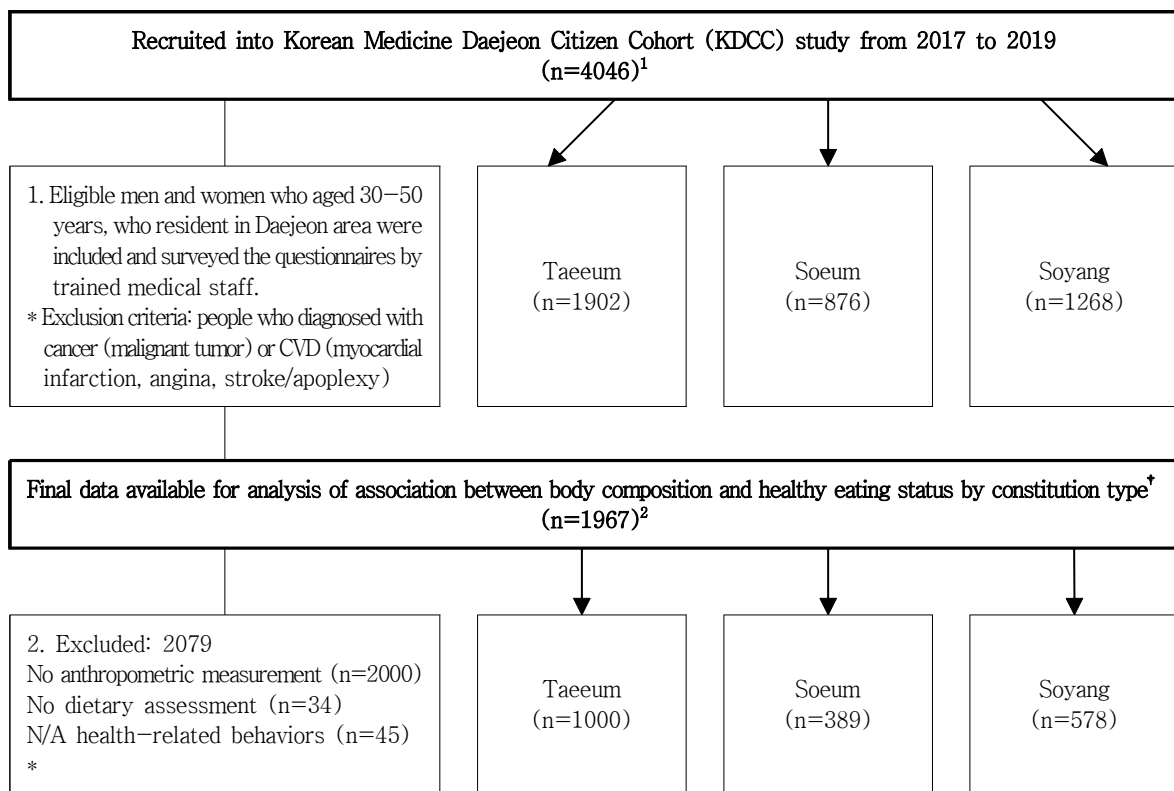 Recruited into Korean Medicine Daejeon Citizen Cohort (KDCC) study from 2017 to 2019
(n=4046)¹
1. Eligible men and women who aged 30−50
years, who resident in Daejeon area were
included and surveyed the questionnaires by
trained medical staff.
* Exclusion criteria: people who diagnosed with
cancer (malignant tumor) or CVD (myocardial
infarction, angina, stroke/apoplexy)
Taeeum
(n=1902)
Soeum
(n=876)
Soyang
(n=1268)
Final data available for analysis of association between body composition and healthy eating status by constitution type†
(n=1967)²
2. Excluded: 2079
No anthropometric measurement (n=2000)
No dietary assessment (n=34)
N/A health−related behaviors (n=45)
*
Taeeum
(n=1000)
Soeum
(n=389)
Soyang
(n=578)